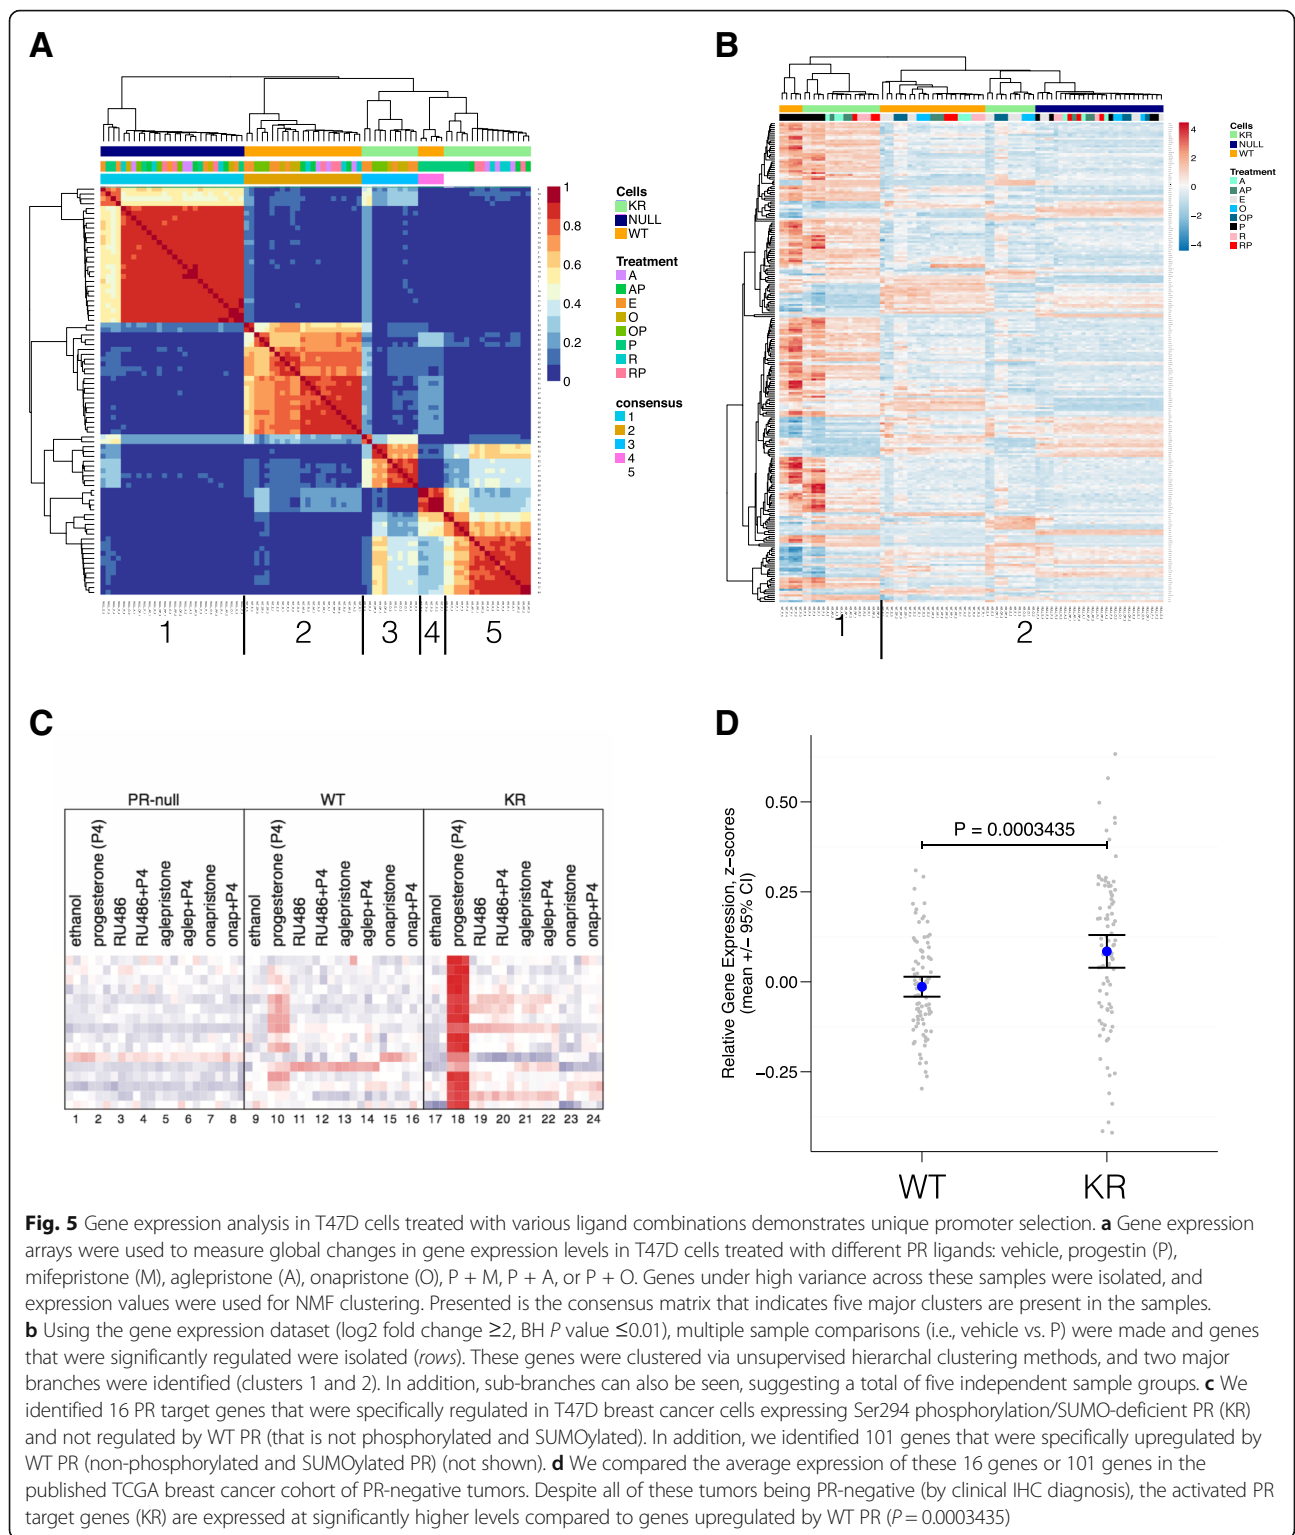 A
1
0.8
0.6
0.4
0.2
0
Cells
KR
NULL
WT
Treatment
A
AP
E
O
OP
P
R
RP
consensus
1
2
3
4
5
1
2
3
4
5
B
4
2
0
−2
−4
Cells
KR
NULL
WT
Treatment
A
AP
E
O
OP
P
R
RP
1
2
C
PR-null
WT
KR
ethanol
progesterone (P4)
RU486
RU486+P4
aglepristone
aglep+P4
onapristone
onap+P4
ethanol
progesterone (P4)
RU486
RU486+P4
aglepristone
aglep+P4
onapristone
onap+P4
ethanol
progesterone (P4)
RU486
RU486+P4
aglepristone
aglep+P4
onapristone
onap+P4
1 2 3 4 5 6 7 8 9 10 11 12 13 14 15 16 17 18 19 20 21 22 23 24
D
Relative Gene Expression, z−scores
(mean +/− 95% CI)
0.50
0.25
0.00
−0.25
P = 0.0003435
WT
KR
Fig. 5 Gene expression analysis in T47D cells treated with various ligand combinations demonstrates unique promoter selection. a Gene expression
arrays were used to measure global changes in gene expression levels in T47D cells treated with different PR ligands: vehicle, progestin (P),
mifepristone (M), aglepristone (A), onapristone (O), P + M, P + A, or P + O. Genes under high variance across these samples were isolated, and
expression values were used for NMF clustering. Presented is the consensus matrix that indicates five major clusters are present in the samples.
b Using the gene expression dataset (log2 fold change ≥2, BH P value ≤0.01), multiple sample comparisons (i.e., vehicle vs. P) were made and genes
that were significantly regulated were isolated (rows). These genes were clustered via unsupervised hierarchal clustering methods, and two major
branches were identified (clusters 1 and 2). In addition, sub-branches can also be seen, suggesting a total of five independent sample groups. c We
identified 16 PR target genes that were specifically regulated in T47D breast cancer cells expressing Ser294 phosphorylation/SUMO-deficient PR (KR)
and not regulated by WT PR (that is not phosphorylated and SUMOylated). In addition, we identified 101 genes that were specifically upregulated by
WT PR (non-phosphorylated and SUMOylated PR) (not shown). d We compared the average expression of these 16 genes or 101 genes in the
published TCGA breast cancer cohort of PR-negative tumors. Despite all of these tumors being PR-negative (by clinical IHC diagnosis), the activated PR
target genes (KR) are expressed at significantly higher levels compared to genes upregulated by WT PR (P = 0.0003435)